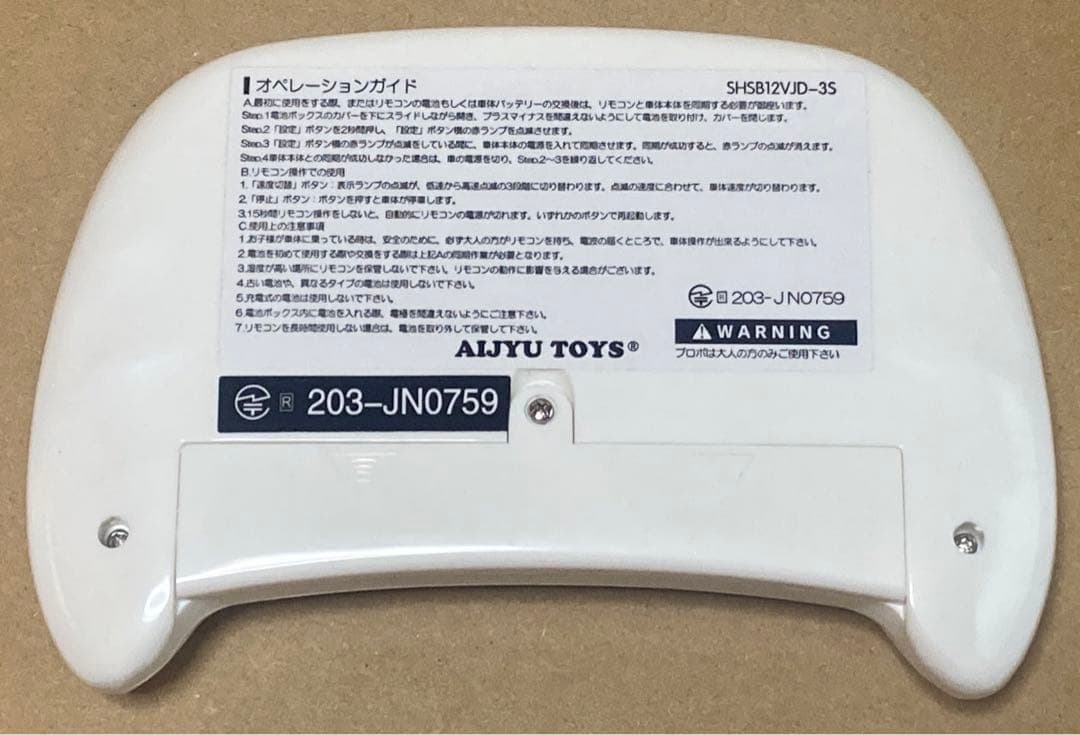 オペレーションガイド SHSB12VJD-3S
A.最初に使用をする際、またはリモコンの電池もしくは車体バッテリーの交換後は、リモコンと車体本体を同期する必要が御座います。
Step.1電池ボックスのカバーを下にスライドしながら開き、プラスマイナスを間違えないようにして電池を取り付け、カバーを閉じます。
Step.2「設定」ボタンを2秒間押し、「設定」ボタン横の赤ランプを点滅させます。
Step.3「設定」ボタン横の赤ランプが点滅をしている間に、車体本体の電源を入れて同期させます。同期が成功すると、赤ランプの点滅が消えます。
Step.4車体本体との同期が成功しなかった場合は、車の電源を切り、Step.2〜3を繰り返してください。
B.リモコン操作での使用
1.「速度切替」ボタン:表示ランプの点滅が、低速から高速点滅の3段階に切り替わります。点滅の速度に合わせて、車体速度が切り替わります。
2.「停止」ボタン:ボタンを押すと車体が停車します。
3.15秒間リモコン操作をしないと、自動的にリモコンの電源が切れます。いずれかのボタンで再起動します。
C.使用上の注意事項
1.お子様が車体に乗っている時は、安全のために、必ず大人の方がリモコンを持ち、電波の届くところで、車体操作が出来るようにして下さい。
2.電池を初めて使用する際や交換をする際は上記Aの同期作業が必要となります。
3.湿度が高い場所にリモコンを保管しないで下さい。リモコンの動作に影響を与える場合がございます。
4.古い電池や、異なるタイプの電池は使用しないで下さい。
5.充電式の電池は使用しないで下さい。
6.電池ボックス内に電池を入れる際、電極を間違えないようにご注意下さい。
7.リモコンを長時間使用しない場合は、電池を取り外して保管して下さい。
R 203-JN0759
WARNING
プロポは大人の方のみご使用下さい
AIJYU TOYS®
R 203-JN0759